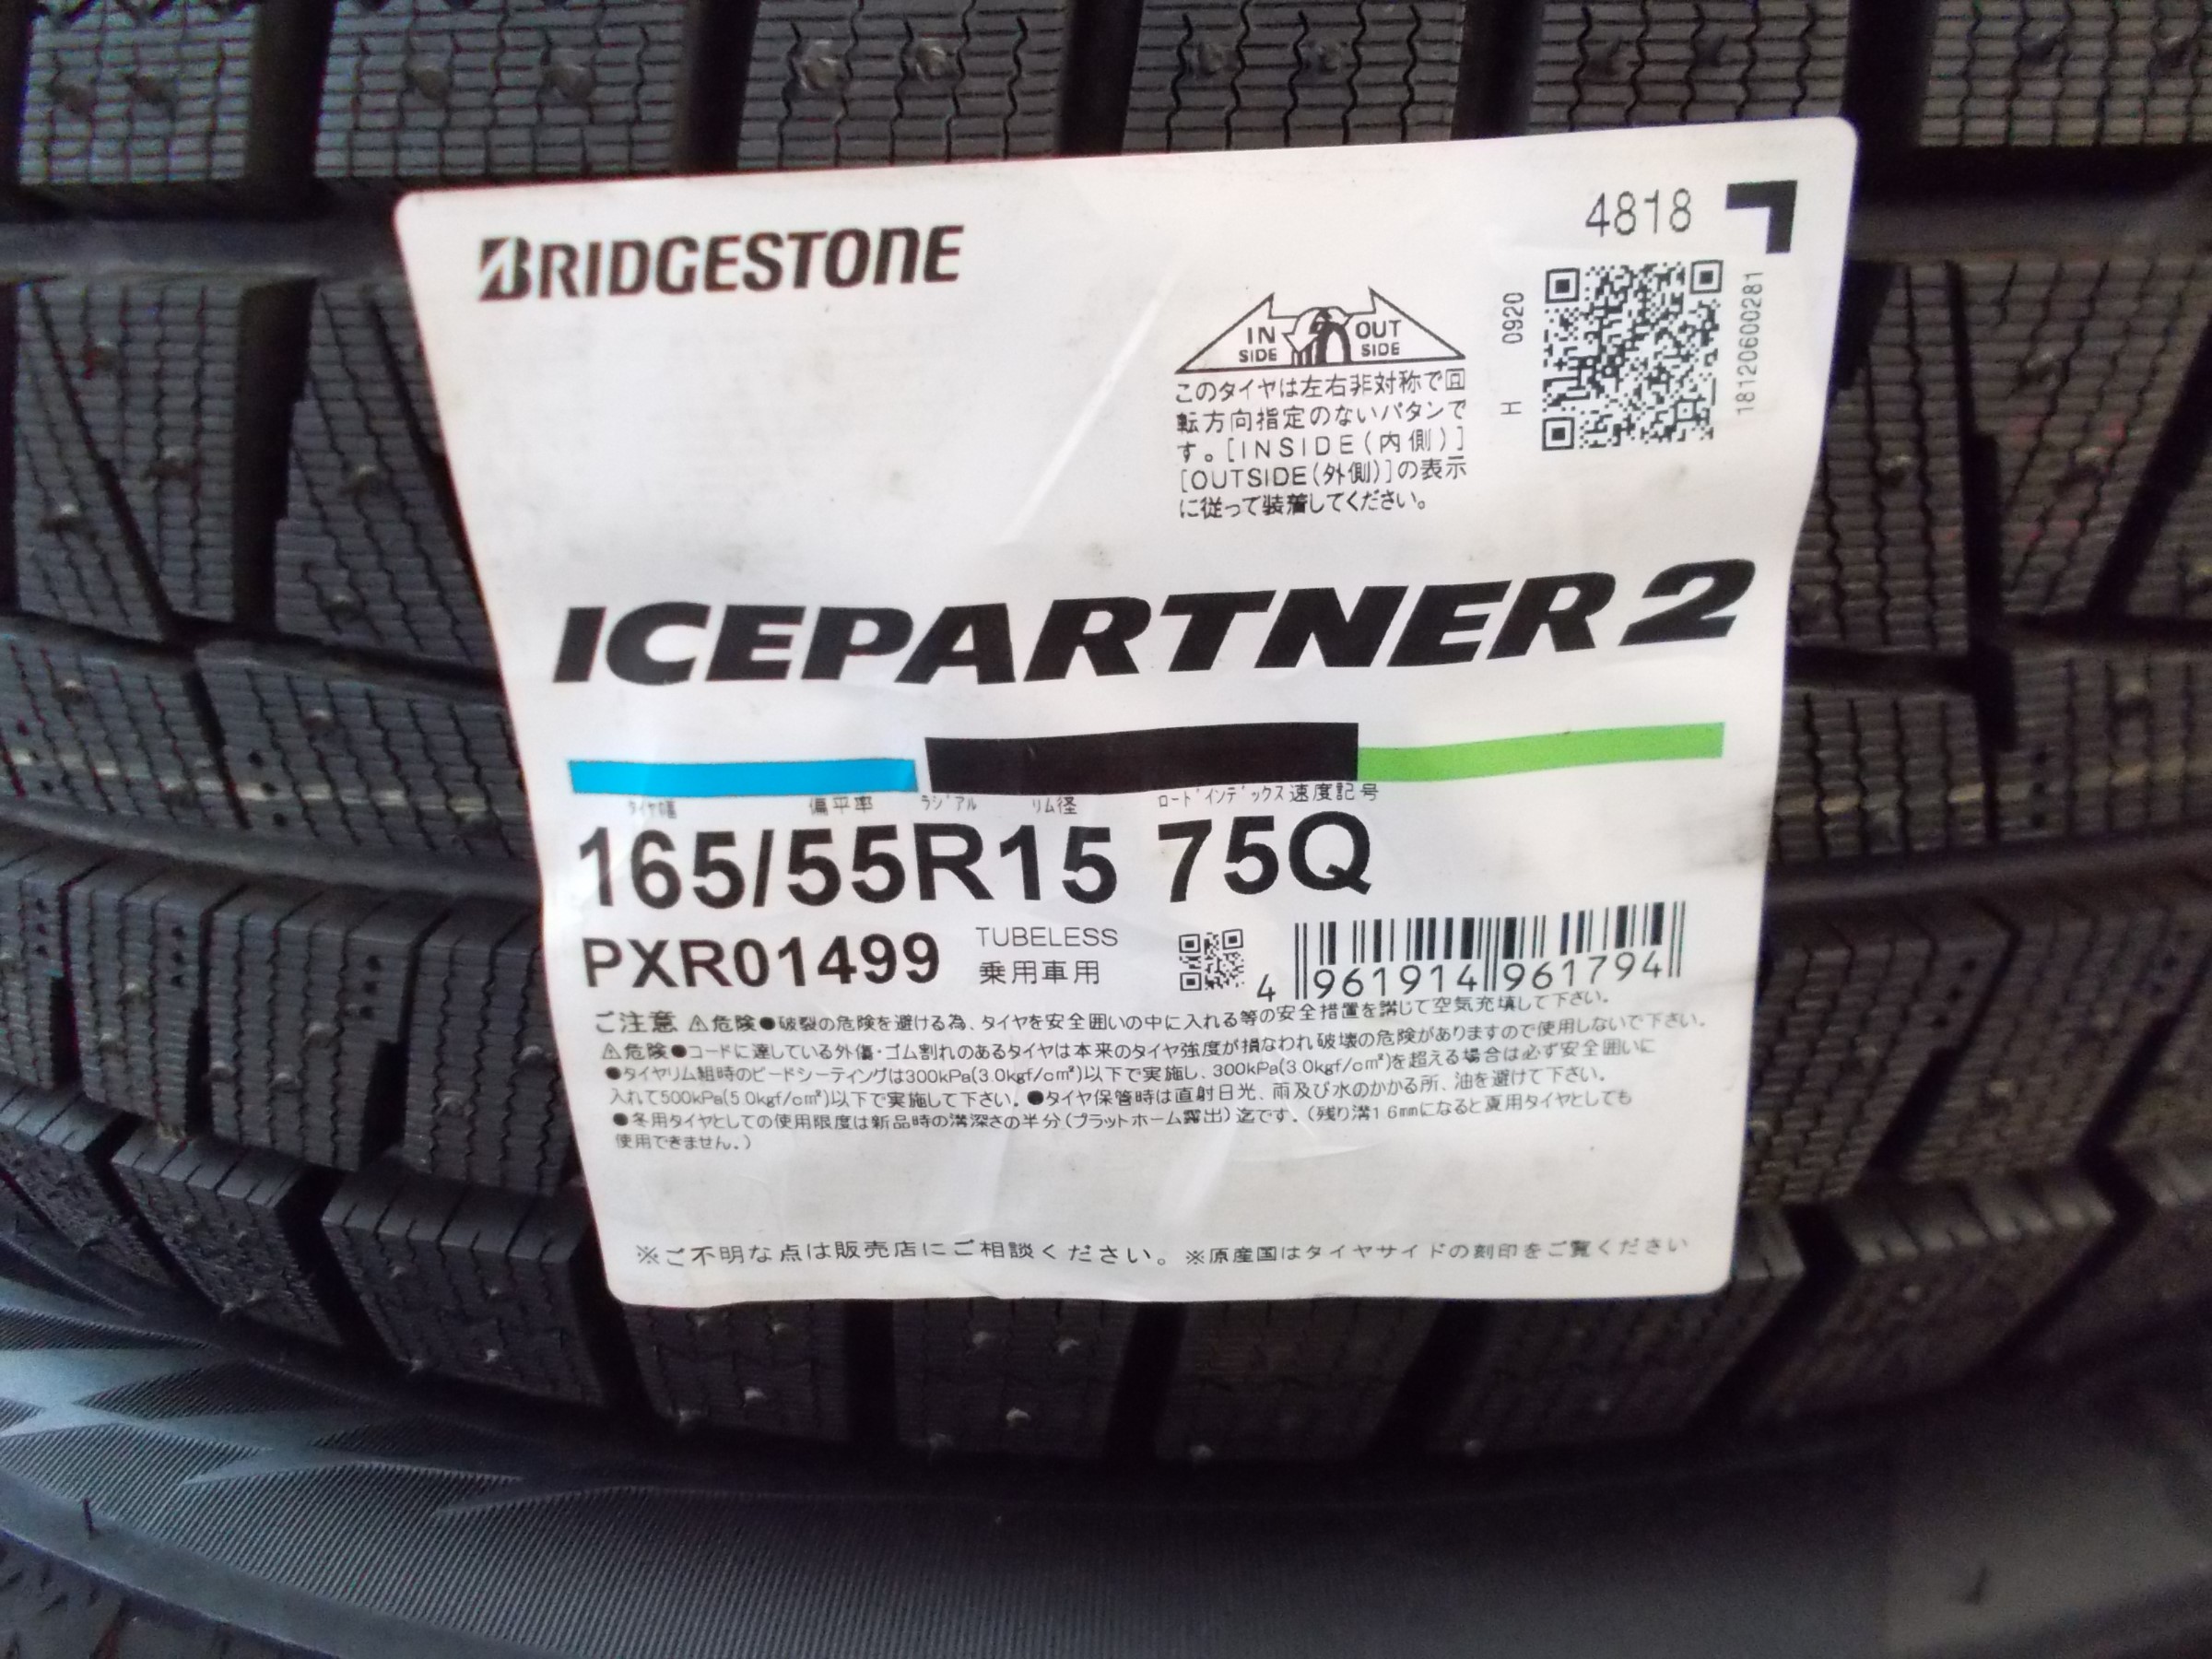 BRIDGESTONE
4818
IN SIDE
OUT SIDE
H 0920
181206600281
このタイヤは左右非対称で回
転方向指定のないパタンで
す。[INSIDE(内側)]
[OUTSIDE(外側)]の表示
に従って装着してください。
ICEPARTNER2
タイヤの幅 偏平率 ラジアル リム径 ロードインデックス 速度記号
165/55R15 75Q
PXR01499
TUBELESS
乗用車用
4 961914 961794
ご注意 ⚠危険●破裂の危険を避ける為、タイヤを安全囲いの中に入れる等の安全措置を講じて空気充填して下さい。
⚠危険●コードに達している外傷・ゴム割れのあるタイヤは本来のタイヤ強度が損なわれ破壊の危険がありますので使用しないで下さい。
●タイヤリム組時のビードシーティングは300kPa(3.0kgf/c㎡)以下で実施し、300kPa(3.0kgf/c㎡)を超える場合は必ず安全囲いに
入れて500kPa(5.0kgf/c㎡)以下で実施して下さい。●タイヤ保管時は直射日光、雨及び水のかかる所、油を避けて下さい。
●冬用タイヤとしての使用限度は新品時の溝深さの半分(プラットホーム露出)迄です。(残り溝1.6mmになると夏用タイヤとしても
使用できません。)
※ご不明な点は販売店にご相談ください。※原産国はタイヤサイドの刻印をご覧ください